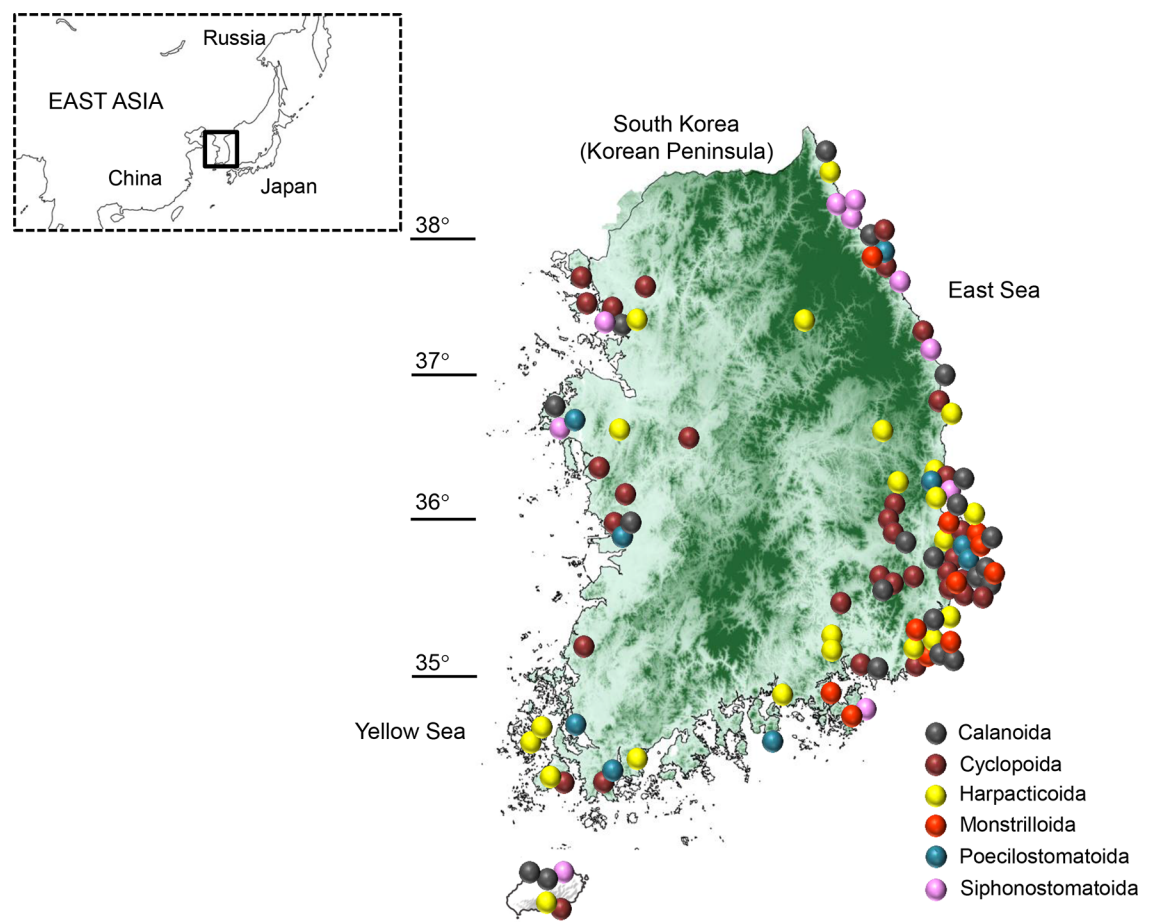 Russia
EAST ASIA
China
Japan
South Korea
(Korean Peninsula)
38°
East Sea
37°
36°
35°
Yellow Sea
Calanoida
Cyclopoida
Harpacticoida
Monstrilloida
Poecilostomatoida
Siphonostomatoida